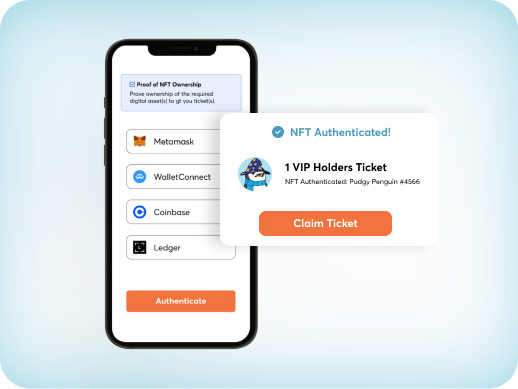 Proof of NFT Ownership
Prove ownership of the required
digital asset(s) to gt you ticket(s).
Metamask
WalletConnect
Coinbase
Ledger
Authenticate
NFT Authenticated!
1 VIP Holders Ticket
NFT Authenticated: Pudgy Penguin #4566
Claim Ticket